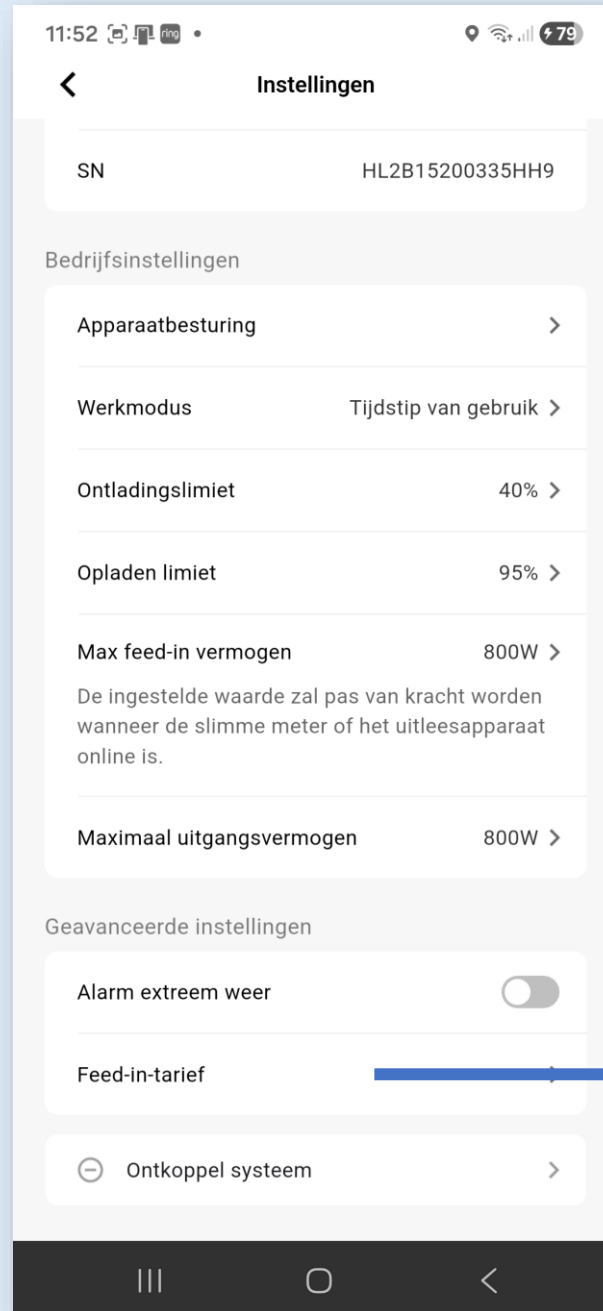 11:52 ring
79
Instellingen
SN HL2B15200335HH9
Bedrijfsinstellingen
Apparaatbesturing
Werkmodus Tijdstip van gebruik
Ontladingslimiet 40%
Opladen limiet 95%
Max feed-in vermogen 800W
De ingestelde waarde zal pas van kracht worden
wanneer de slimme meter of het uitleesapparaat
online is.
Maximaal uitgangsvermogen 800W
Geavanceerde instellingen
Alarm extreem weer
Feed-in-tarief
Ontkoppel systeem